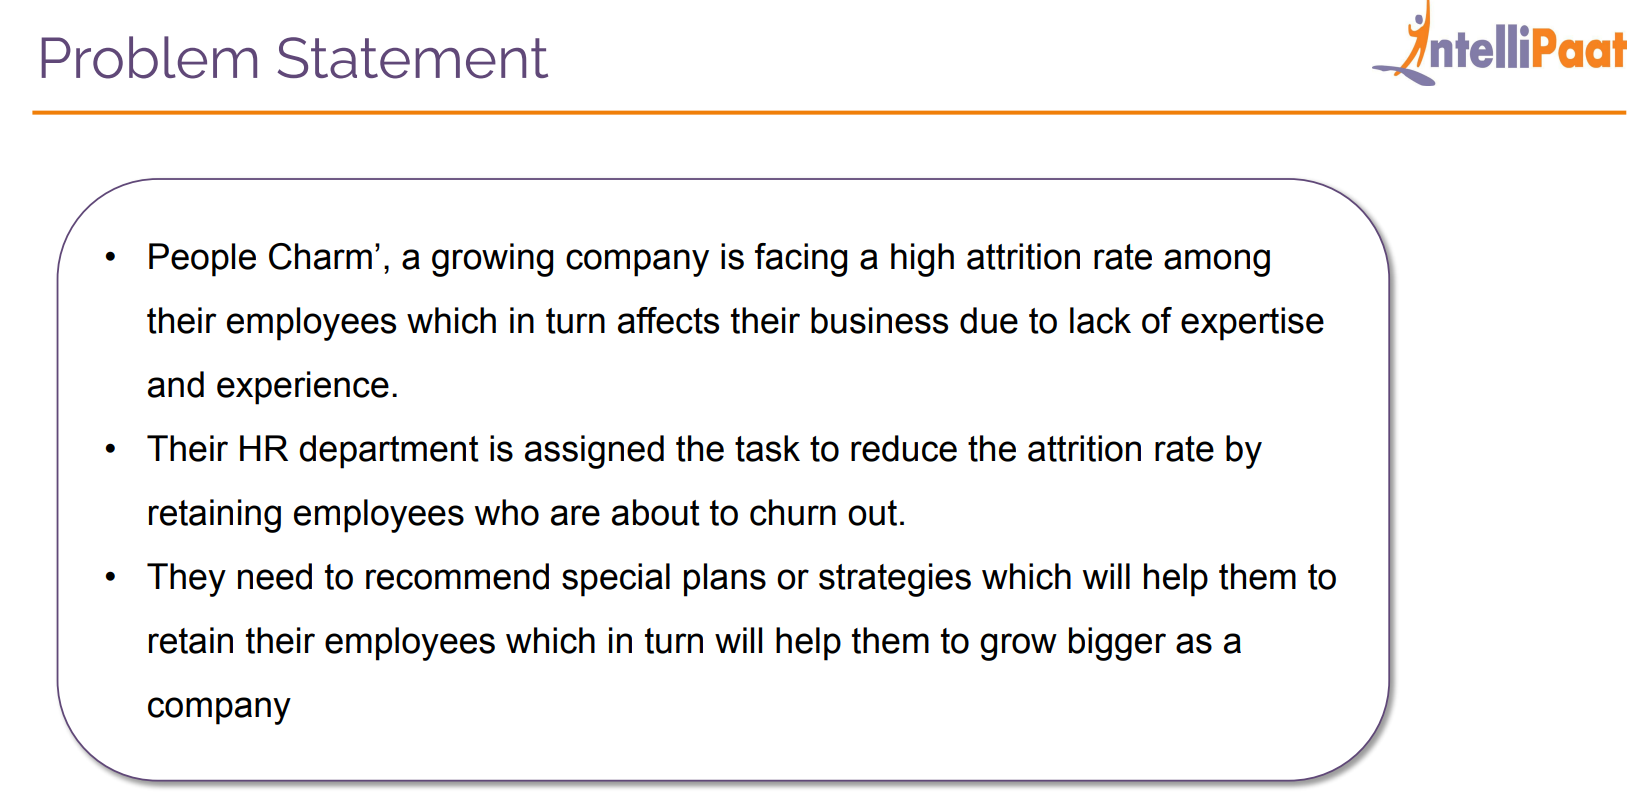 Problem Statement
IntelliPaat
• People Charm’, a growing company is facing a high attrition rate among
their employees which in turn affects their business due to lack of expertise
and experience.
• Their HR department is assigned the task to reduce the attrition rate by
retaining employees who are about to churn out.
• They need to recommend special plans or strategies which will help them to
retain their employees which in turn will help them to grow bigger as a
company